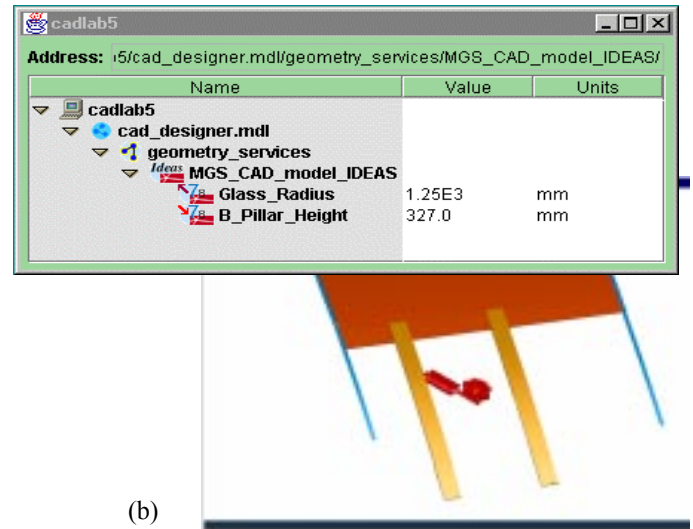 cadlab5
Address: 5/cad_designer.mdl/geometry_services/MGS_CAD_model_IDEAS/
Name Value Units
cadlab5
cad_designer.mdl
geometry_services
Ideas MGS_CAD_model_IDEAS
Glass_Radius 1.25E3 mm
B_Pillar_Height 327.0 mm
(b)